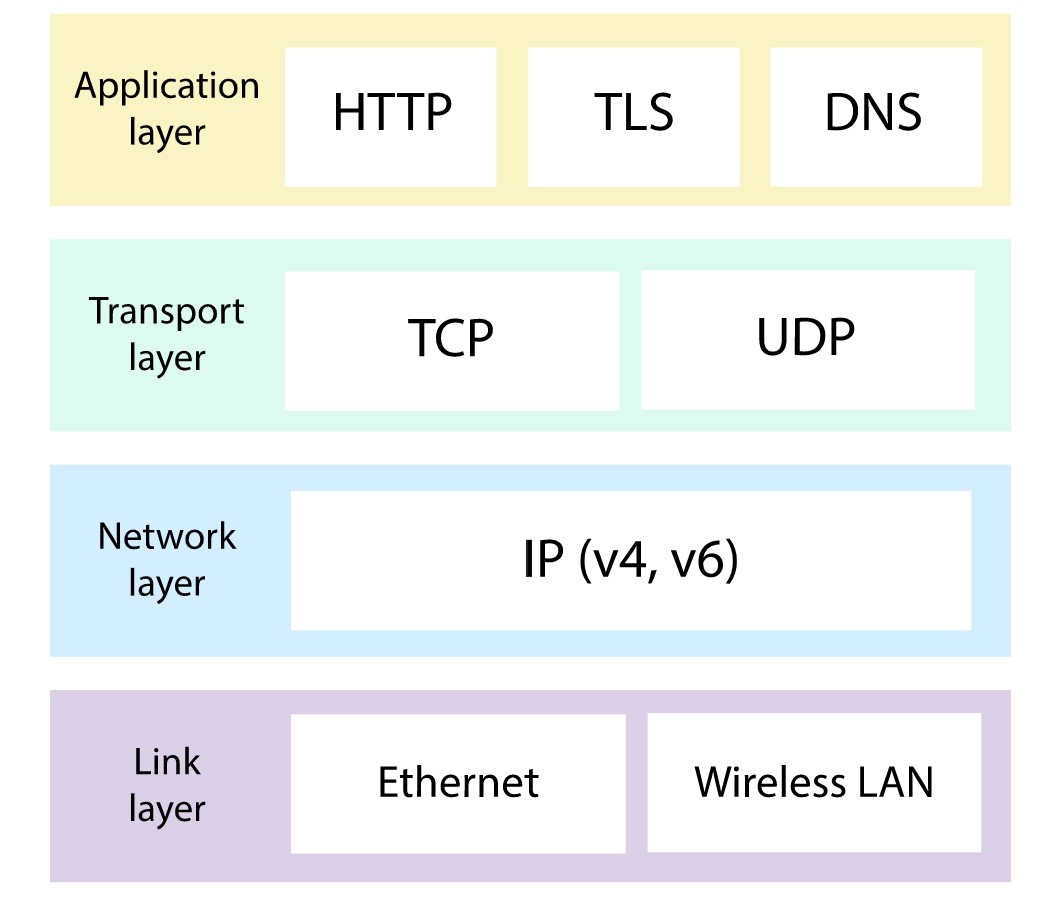 Application
layer
HTTP
TLS
DNS
Transport
layer
TCP
UDP
Network
layer
IP (v4, v6)
Link
layer
Ethernet
Wireless LAN